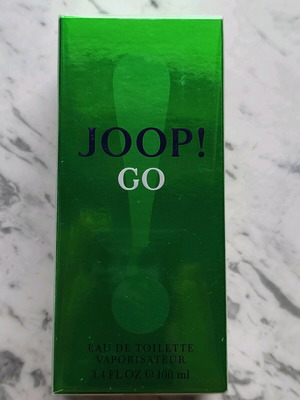 JOOP!
GO
EAU DE TOILETTE
VAPORISATEUR
3.4 FL OZ ℮ 100 ml